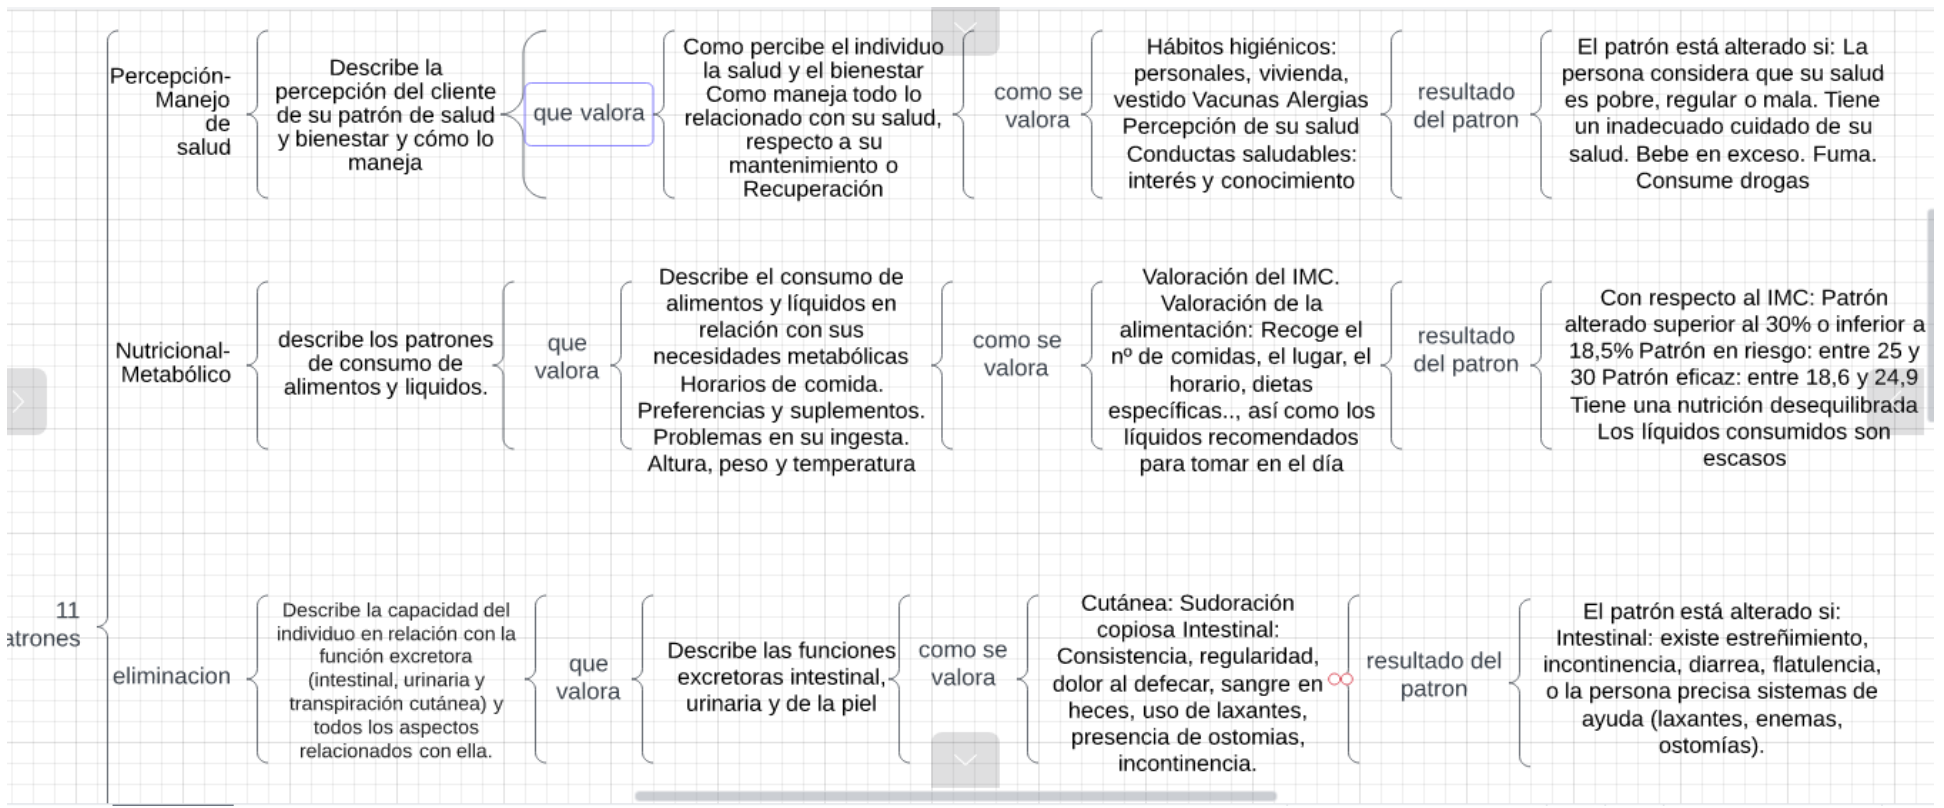 Percepción-
Manejo
de
salud
Describe la
percepción del cliente
de su patrón de salud
y bienestar y cómo lo
maneja
que valora
Como percibe el individuo
la salud y el bienestar
Como maneja todo lo
relacionado con su salud,
respecto a su
mantenimiento o
Recuperación
como se
valora
Hábitos higiénicos:
personales, vivienda,
vestido Vacunas Alergias
Percepción de su salud
Conductas saludables:
interés y conocimiento
resultado
del patron
El patrón está alterado si: La
persona considera que su salud
es pobre, regular o mala. Tiene
un inadecuado cuidado de su
salud. Bebe en exceso. Fuma.
Consume drogas
Nutricional-
Metabólico
describe los patrones
de consumo de
alimentos y liquidos.
que
valora
Describe el consumo de
alimentos y líquidos en
relación con sus
necesidades metabólicas
Horarios de comida.
Preferencias y suplementos.
Problemas en su ingesta.
Altura, peso y temperatura
como se
valora
Valoración del IMC.
Valoración de la
alimentación: Recoge el
nº de comidas, el lugar, el
horario, dietas
específicas.., así como los
líquidos recomendados
para tomar en el día
resultado
del patron
Con respecto al IMC: Patrón
alterado superior al 30% o inferior a
18,5% Patrón en riesgo: entre 25 y
30 Patrón eficaz: entre 18,6 y 24,9
Tiene una nutrición desequilibrada
Los líquidos consumidos son
escasos
11
atrones
eliminacion
Describe la capacidad del
individuo en relación con la
función excretora
(intestinal, urinaria y
transpiración cutánea) y
todos los aspectos
relacionados con ella.
que
valora
Describe las funciones
excretoras intestinal,
urinaria y de la piel
como se
valora
Cutánea: Sudoración
copiosa Intestinal:
Consistencia, regularidad,
dolor al defecar, sangre en
heces, uso de laxantes,
presencia de ostomias,
incontinencia.
resultado del
patron
El patrón está alterado si:
Intestinal: existe estreñimiento,
incontinencia, diarrea, flatulencia,
o la persona precisa sistemas de
ayuda (laxantes, enemas,
ostomías).